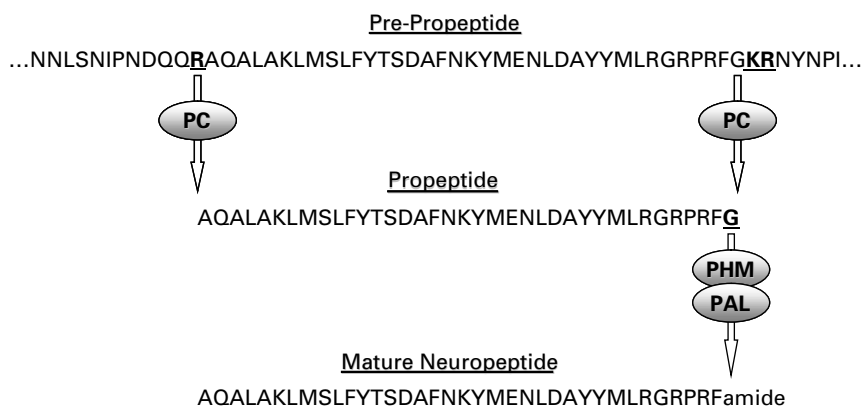 Pre-Propeptide
...NNLSNIPNDQQRAQALAKLMSLFYTSDAFNKYMENLDAYYMLRGRPRFGKRNYNPI...
PC PC
Propeptide
AQALAKLMSLFYTSDAFNKYMENLDAYYMLRGRPRFG
PHM
PAL
Mature Neuropeptide
AQALAKLMSLFYTSDAFNKYMENLDAYYMLRGRPRFamide